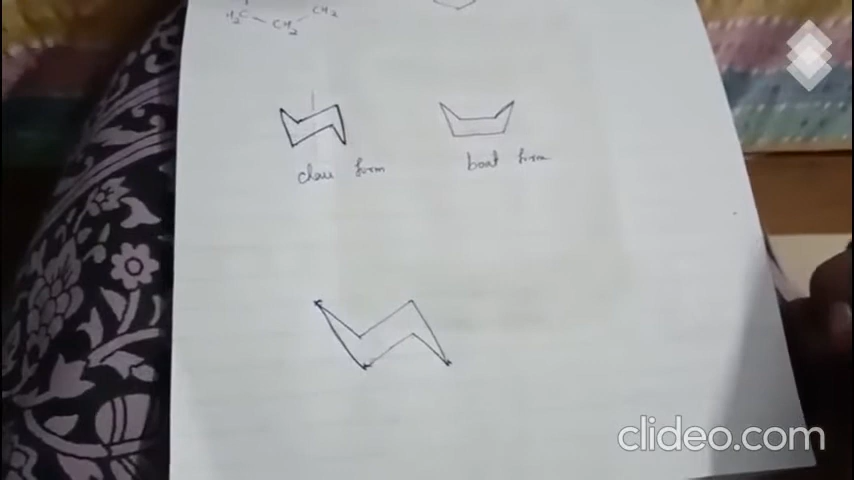 H₂C CH₂ CH₂
chair form boat form
clideo.com